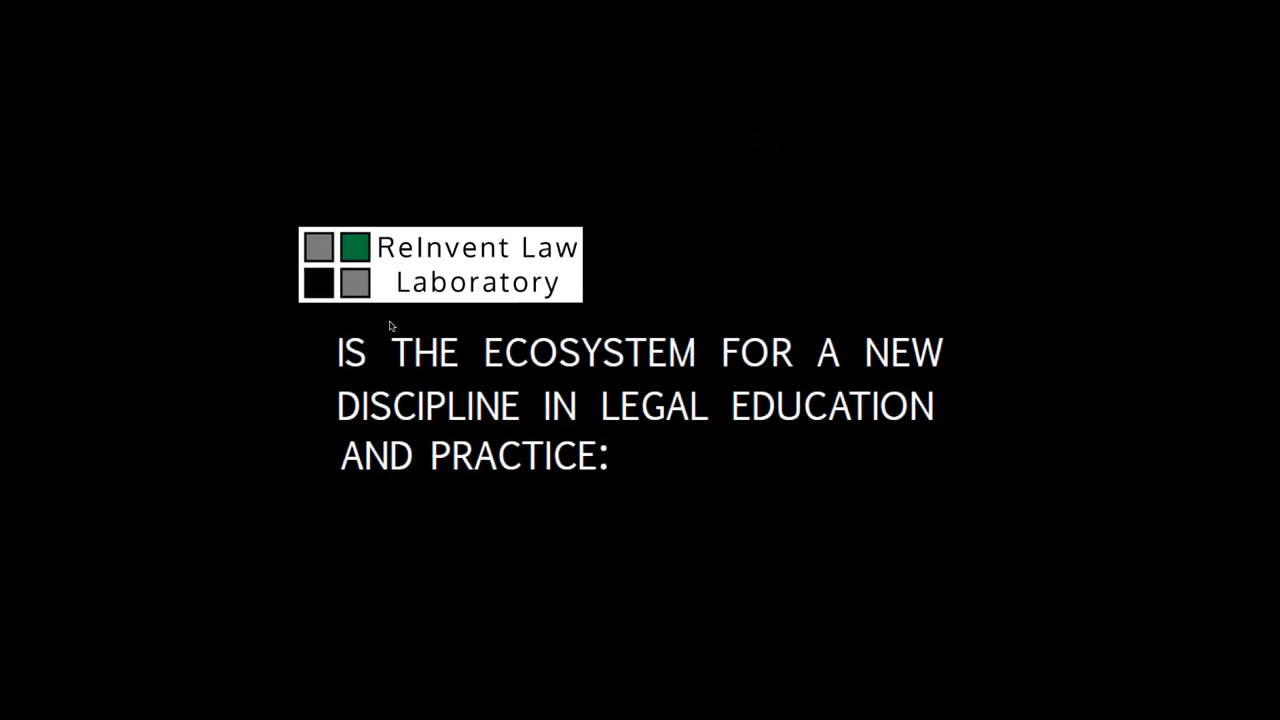 ReInvent Law
Laboratory
IS THE ECOSYSTEM FOR A NEW
DISCIPLINE IN LEGAL EDUCATION
AND PRACTICE: